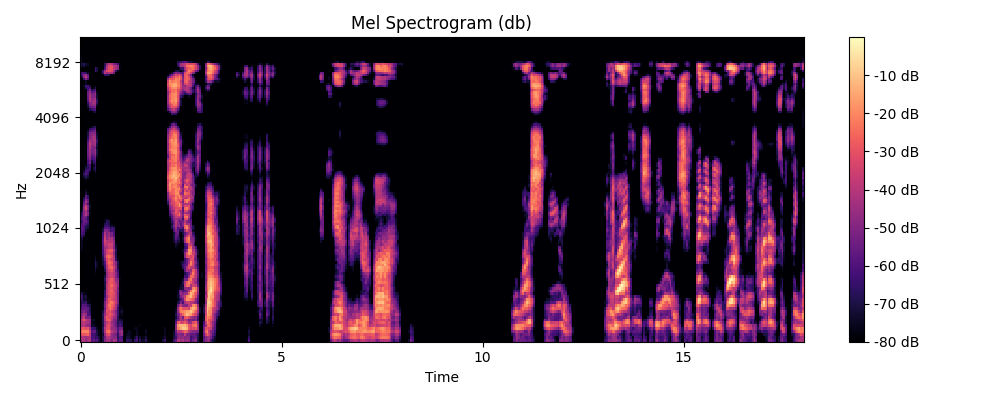 Mel Spectrogram (db)
8192
4096
2048
1024
512
0
Hz
0 5 10 15
Time
-10 dB
-20 dB
-30 dB
-40 dB
-50 dB
-60 dB
-70 dB
-80 dB